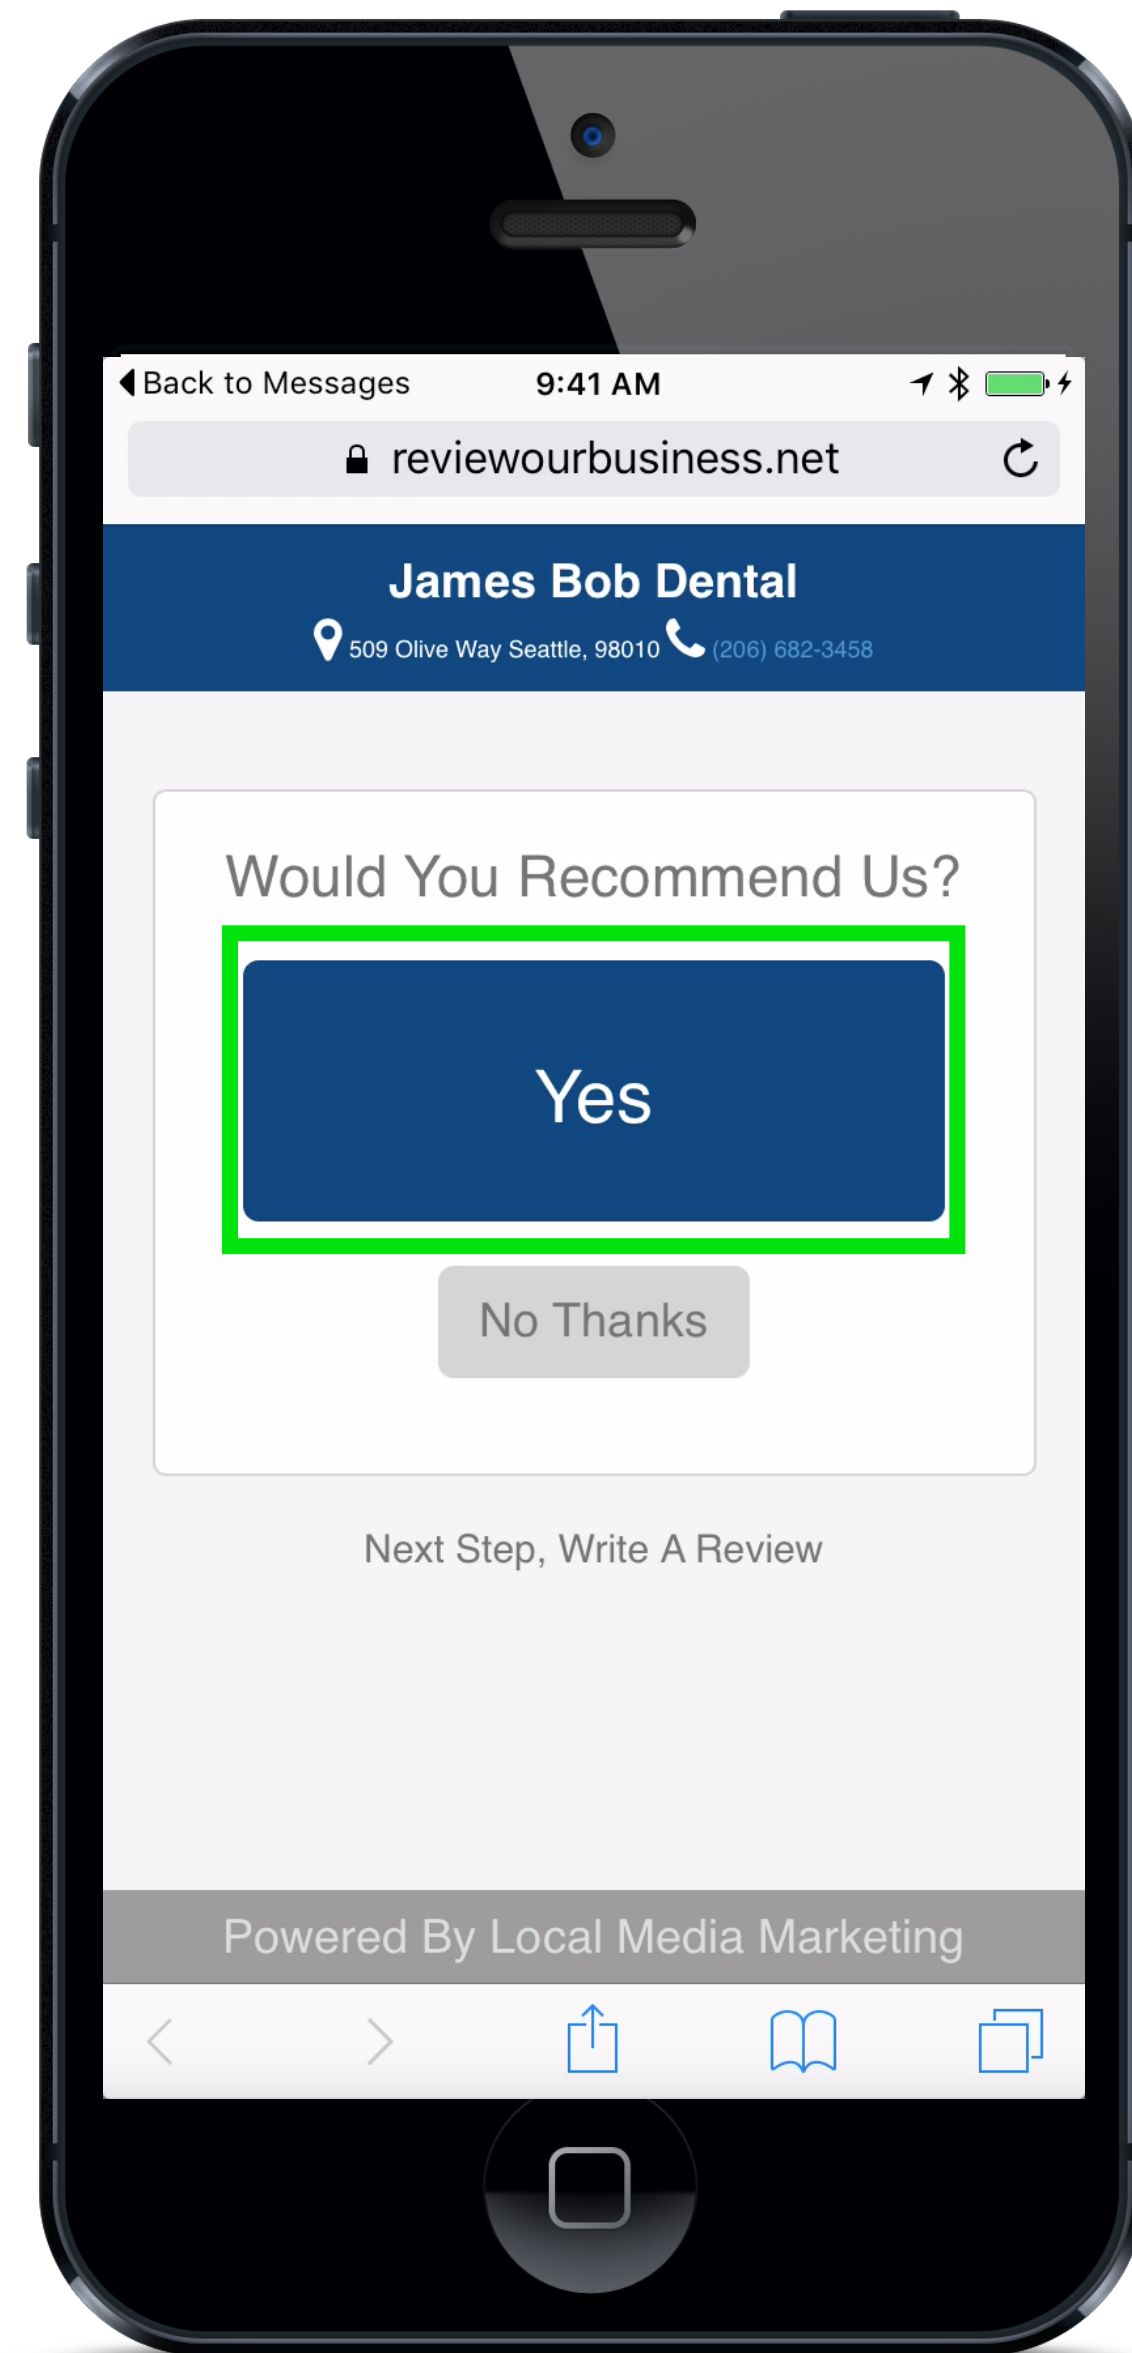 Back to Messages 9:41 AM
reviewourbusiness.net
James Bob Dental
509 Olive Way Seattle, 98010 (206) 682-3458
Would You Recommend Us?
Yes
No Thanks
Next Step, Write A Review
Powered By Local Media Marketing